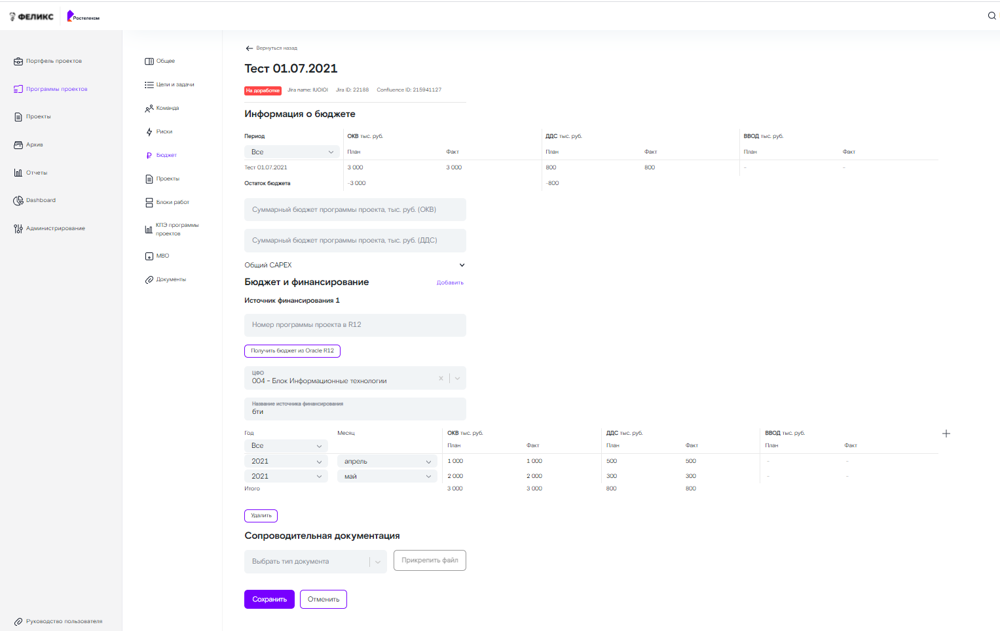 ФЕЛИКС
Ростелеком
Портфель проектов
Программы проектов
Проекты
Архив
Отчеты
Dashboard
Администрирование
Руководство пользователя
Общее
Цели и задачи
Команда
Риски
Бюджет
Проекты
Блоки работ
КПЭ программы
проектов
МВО
Документы
Вернуться назад
Тест 01.07.2021
На доработке Jira name: IUOIOI Jira ID: 22188 Confluence ID: 215941127
Информация о бюджете
Период ОКВ тыс. руб. ДДС тыс. руб. ВВОД тыс. руб.
Все План Факт План Факт План Факт
Тест 01.07.2021 3 000 3 000 800 800 – –
Остаток бюджета -3 000 -800
Суммарный бюджет программы проекта, тыс. руб. (ОКВ)
Суммарный бюджет программы проекта, тыс. руб. (ДДС)
Общий CAPEX
Бюджет и финансирование Добавить
Источник финансирования 1
Номер программы проекта в R12
Получить бюджет из Oracle R12
ЦФО
004 – Блок Информационные технологии
Название источника финансирования
бти
Год Месяц ОКВ тыс. руб. ДДС тыс. руб. ВВОД тыс. руб.
Все План Факт План Факт План Факт
2021 апрель 1 000 1 000 500 500 – –
2021 май 2 000 2 000 300 300 – –
Итого 3 000 3 000 800 800
Удалить
Сопроводительная документация
Выбрать тип документа Прикрепить файл
Сохранить Отменить